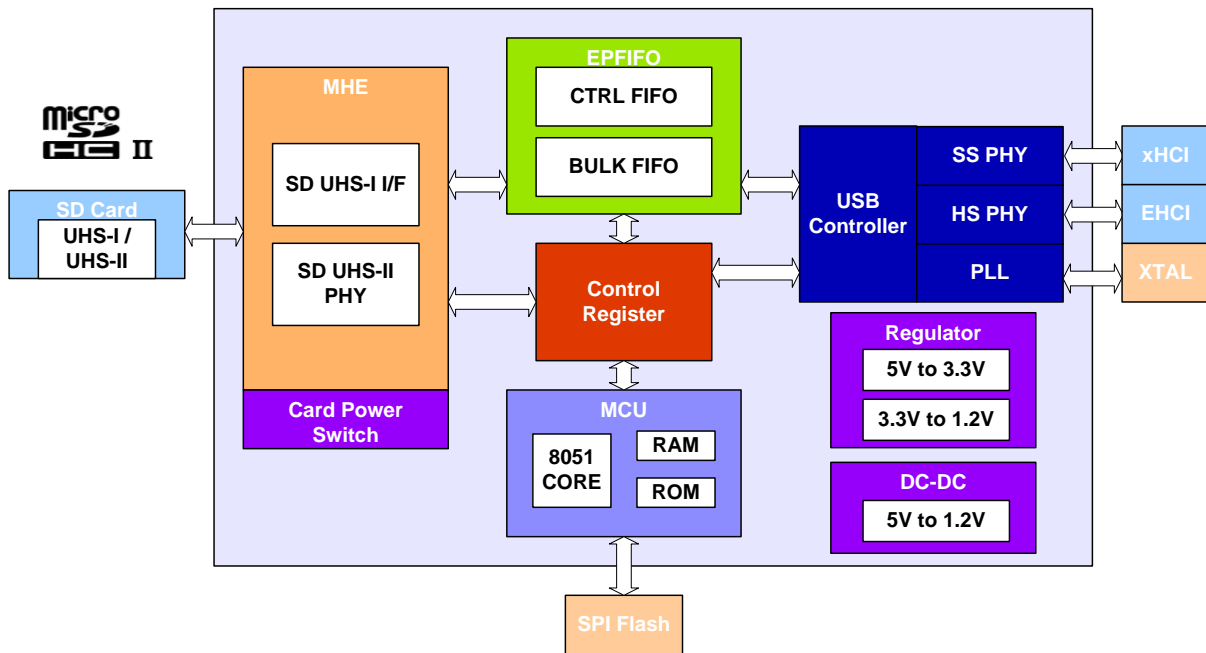 micro
SD
HC II
SD Card
UHS-I /
UHS-II
MHE
SD UHS-I I/F
SD UHS-II
PHY
Card Power
Switch
EPFIFO
CTRL FIFO
BULK FIFO
Control
Register
MCU
8051
CORE
RAM
ROM
SPI Flash
USB
Controller
SS PHY
HS PHY
PLL
xHCI
EHCI
XTAL
Regulator
5V to 3.3V
3.3V to 1.2V
DC-DC
5V to 1.2V